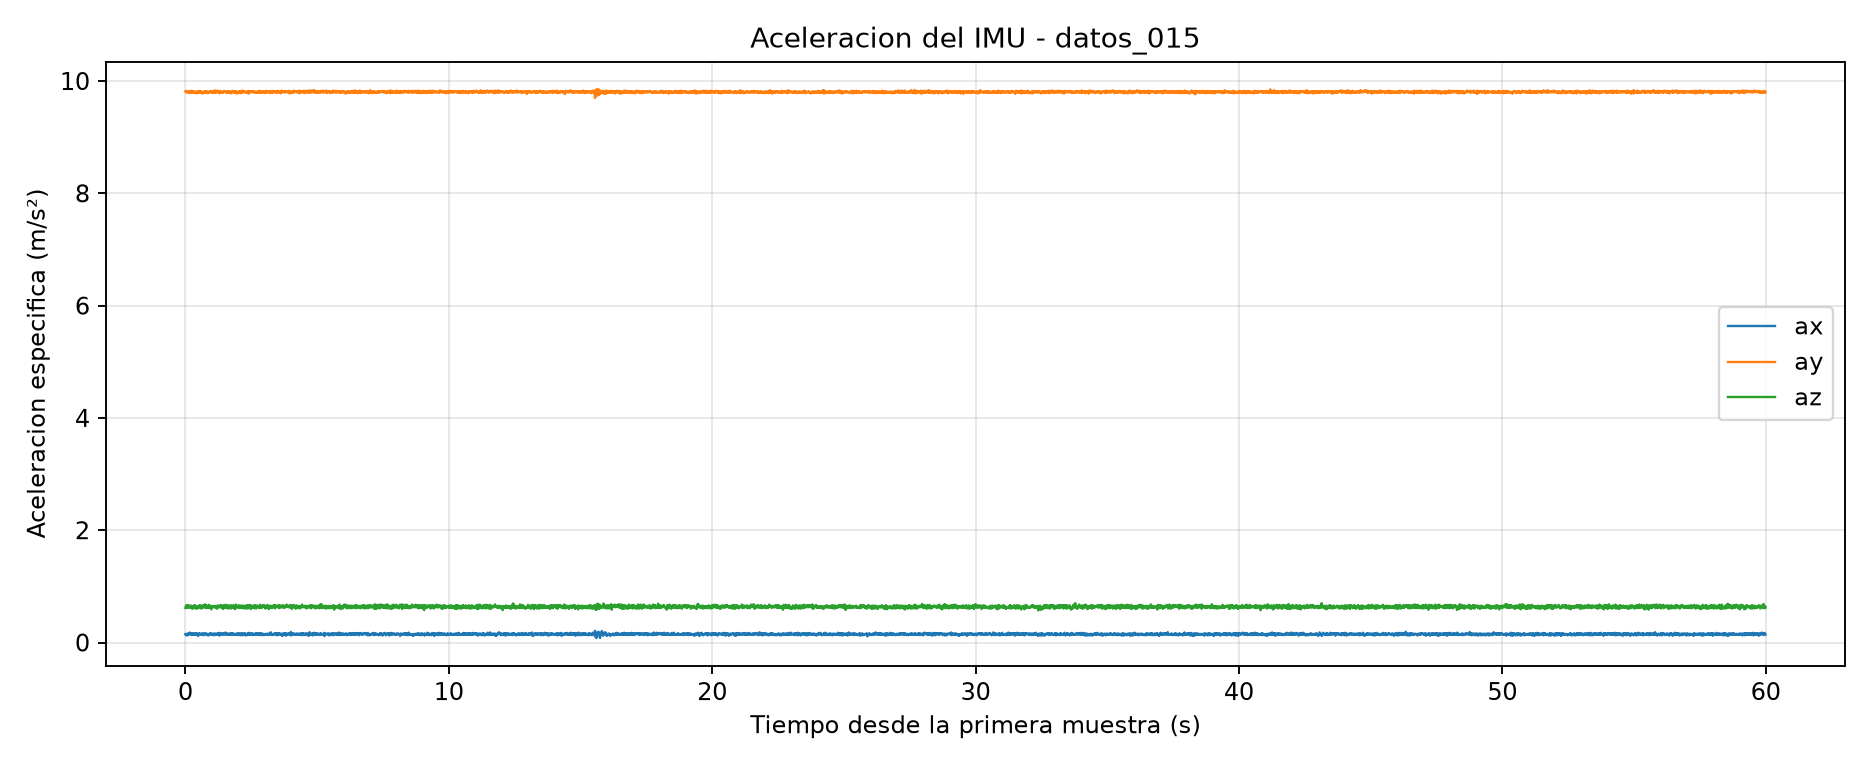 Aceleracion del IMU - datos_015
Aceleracion especifica (m/s²)
10
8
6
4
2
0
ax
ay
az
0 10 20 30 40 50 60
Tiempo desde la primera muestra (s)